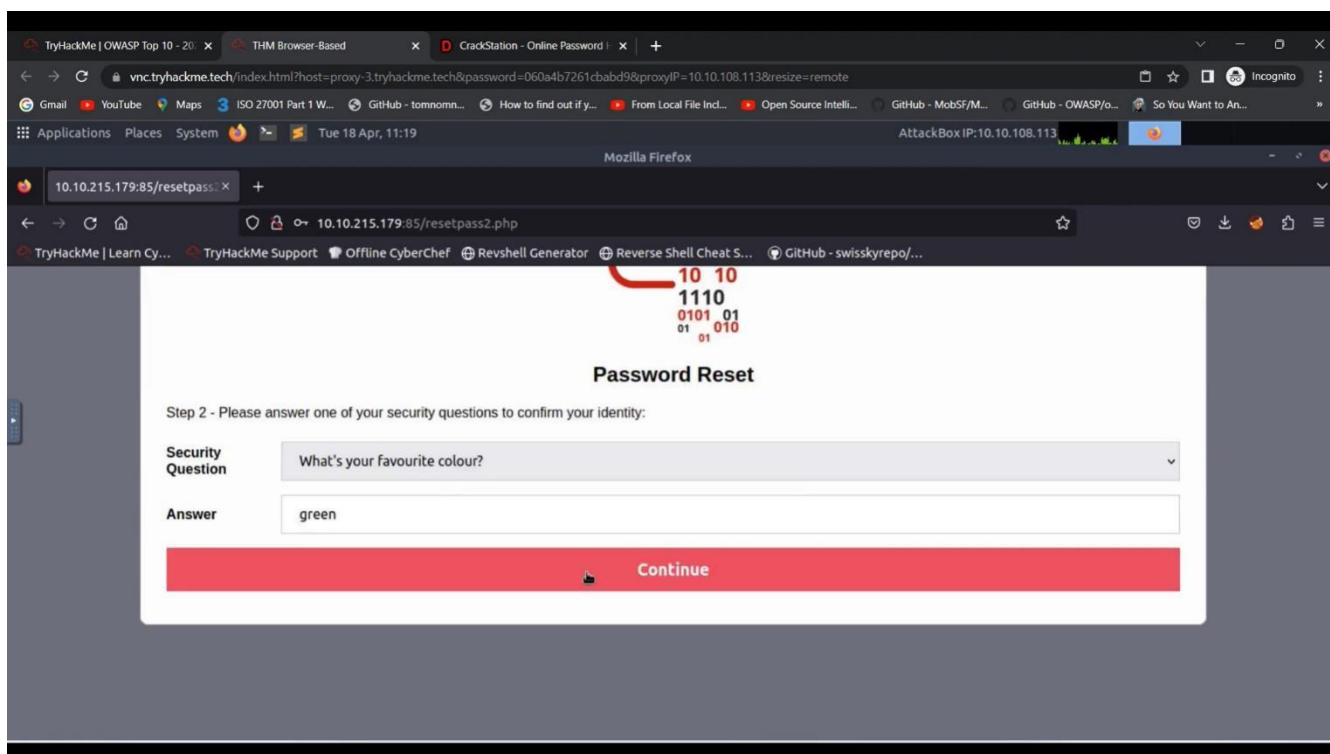 TryHackMe | OWASP Top 10 - 20
THM Browser-Based
CrackStation - Online Password H
vnc.tryhackme.tech/index.html?host=proxy-3.tryhackme.tech&password=060a4b7261cbabd9&proxyIP=10.10.108.113&resize=remote
Incognito
Gmail YouTube Maps ISO 27001 Part 1 W... GitHub - tomnomn... How to find out if y... From Local File Incl... Open Source Intelli... GitHub - MobSF/M... GitHub - OWASP/o... So You Want to An... »
Applications Places System Tue 18 Apr, 11:19 AttackBox IP:10.10.108.113
Mozilla Firefox
10.10.215.179:85/resetpass2
10.10.215.179:85/resetpass2.php
TryHackMe | Learn Cy... TryHackMe Support Offline CyberChef Revshell Generator Reverse Shell Cheat S... GitHub - swisskyrepo/...
10 10
1110
0101 01
01 010
01
Password Reset
Step 2 - Please answer one of your security questions to confirm your identity:
Security
Question
What's your favourite colour?
Answer green
Continue